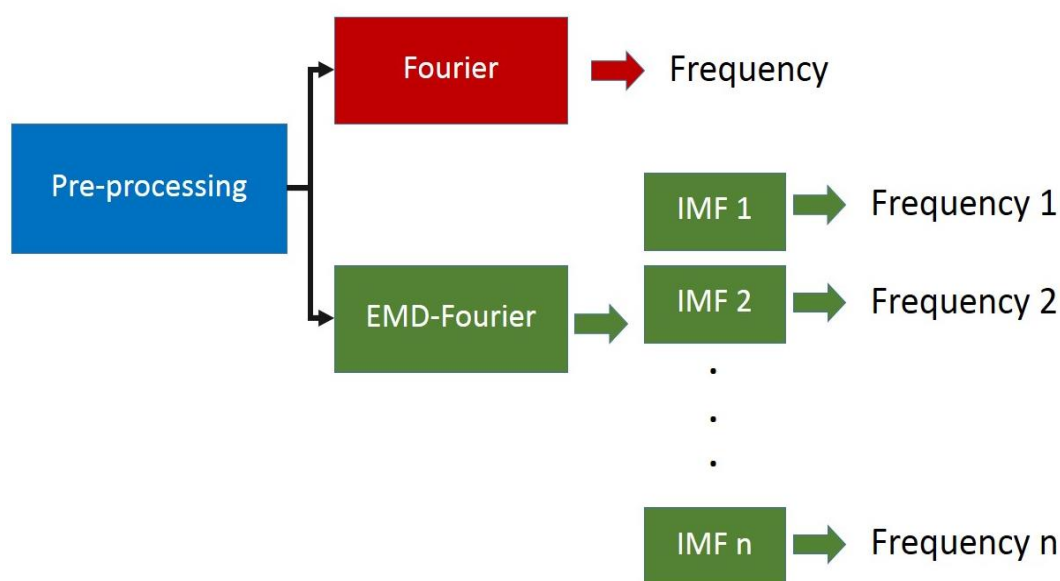 Fourier
Frequency
Pre-processing
IMF 1
Frequency 1
EMD-Fourier
IMF 2
Frequency 2
.
.
.
IMF n
Frequency n